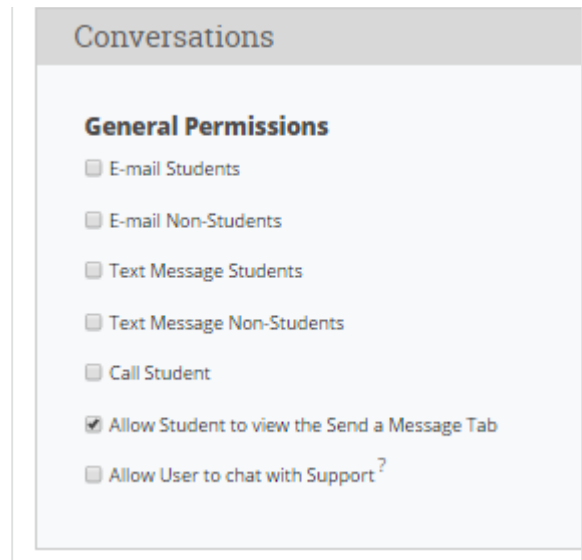 Conversations
General Permissions
E-mail Students
E-mail Non-Students
Text Message Students
Text Message Non-Students
Call Student
Allow Student to view the Send a Message Tab
Allow User to chat with Support ?